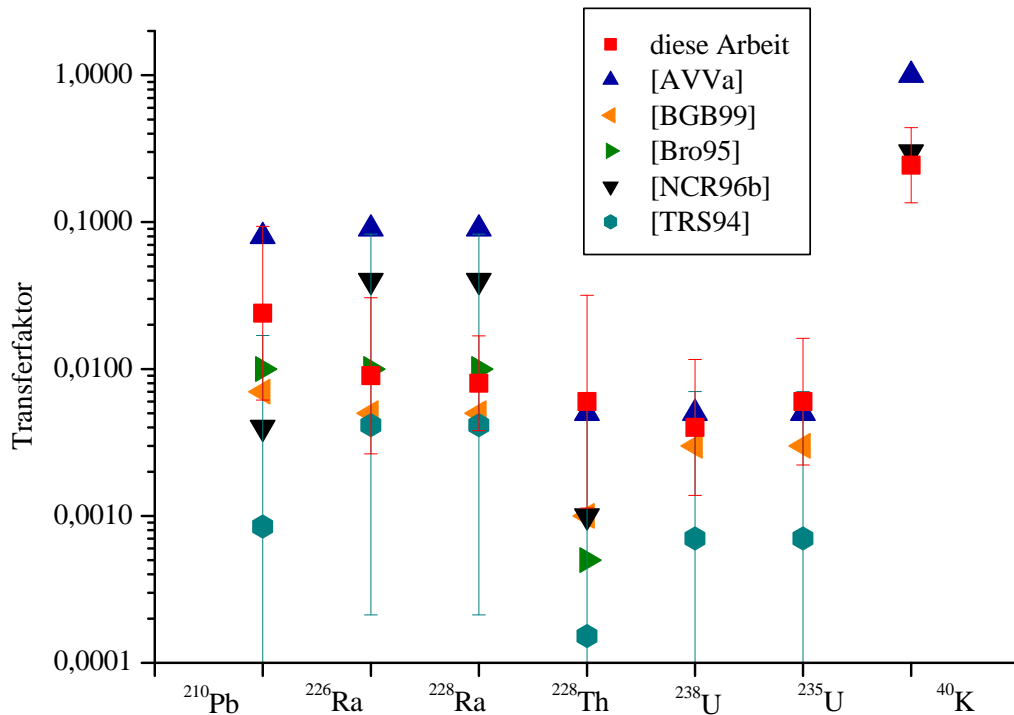 diese Arbeit
[AVVa]
[BGB99]
[Bro95]
[NCR96b]
[TRS94]
1,0000
0,1000
0,0100
0,0010
0,0001
Transferfaktor
²¹⁰Pb
²²⁶Ra
²²⁸Ra
²²⁸Th
²³⁸U
²³⁵U
⁴⁰K